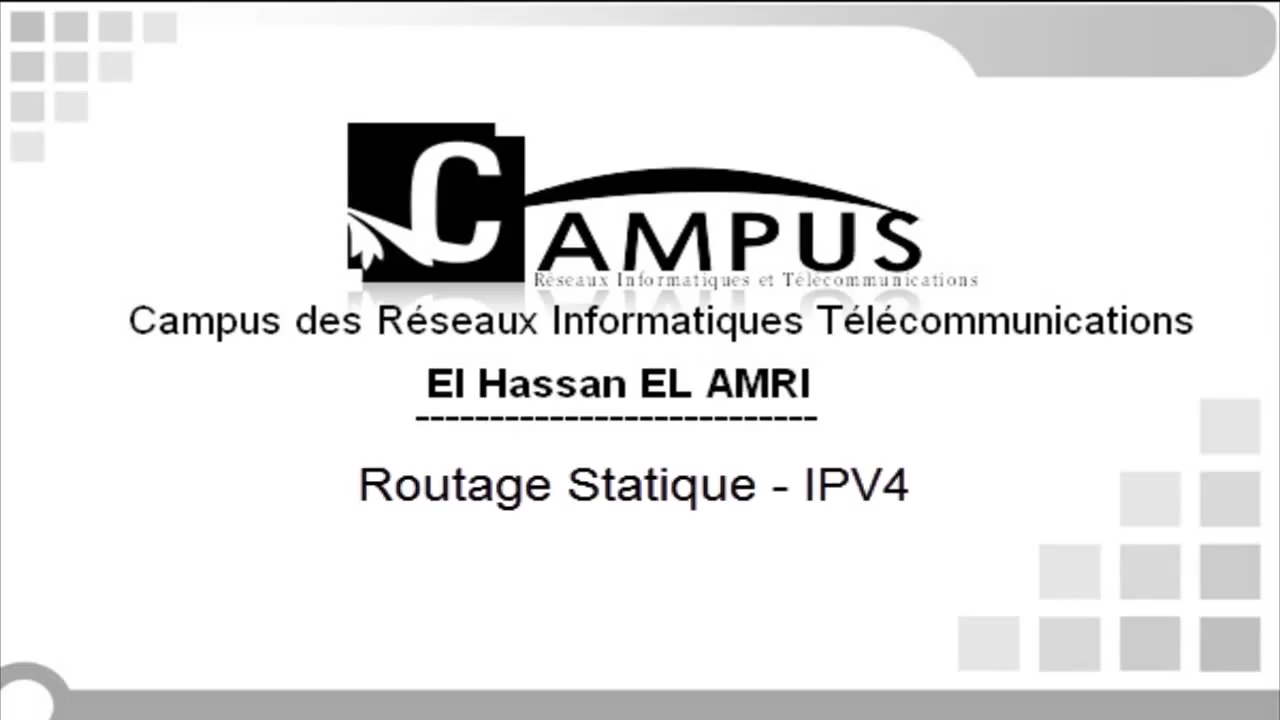 CAMPUS
Réseaux Informatiques et Télécommunications
Campus des Réseaux Informatiques Télécommunications
El Hassan EL AMRI
---------------------------
Routage Statique - IPV4